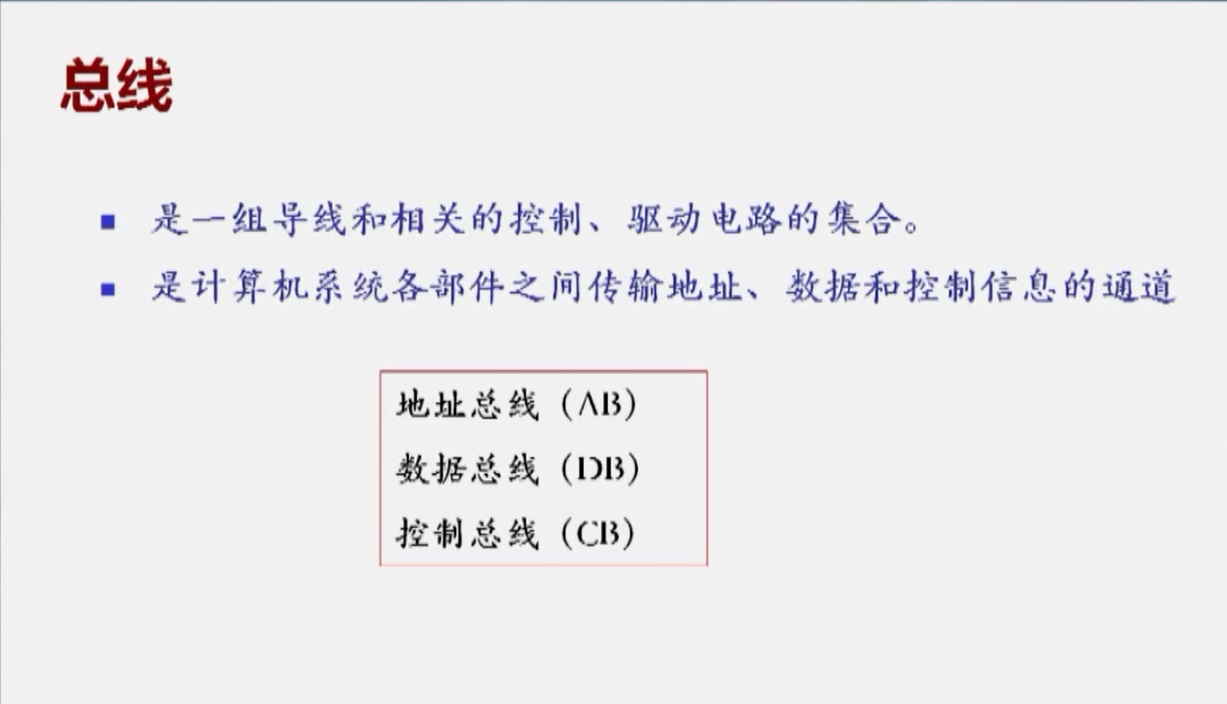 总线
是一组导线和相关的控制、驱动电路的集合。
是计算机系统各部件之间传输地址、数据和控制信息的通道
地址总线（AB）
数据总线（DB）
控制总线（CB）